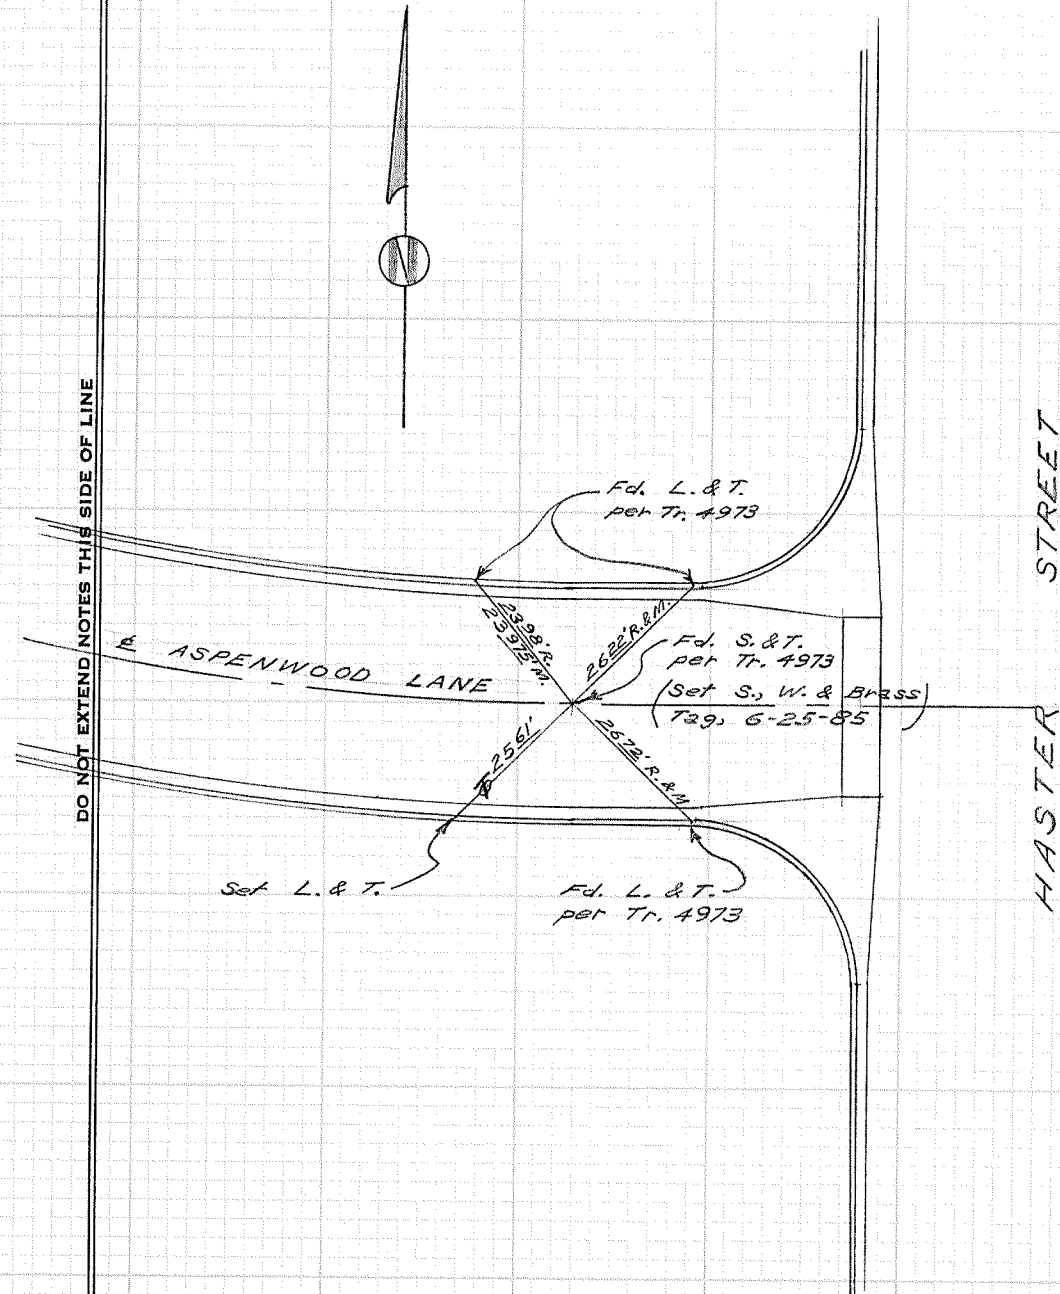 N
DO NOT EXTEND NOTES THIS SIDE OF LINE
Fd. L. & T.
per Tr. 4973
STREET
HASTER
23.98' R.
23.975' M.
26.22' R. & M.
℄ ASPENWOOD LANE
Fd. S. & T.
per Tr. 4973
(Set S., W. & Brass
Tag, 6-25-85)
25.61'
26.72' R. & M.
Set L. & T.
Fd. L. & T.
per Tr. 4973